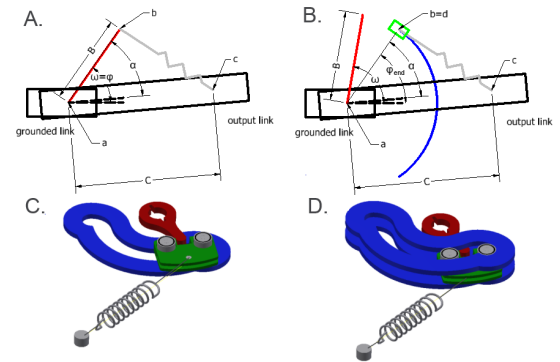 A.
b
B
c
α
ω=φ
grounded link
output link
a
C
B.
b=d
B
c
α
φend
ω
grounded link
output link
a
C
C.
D.